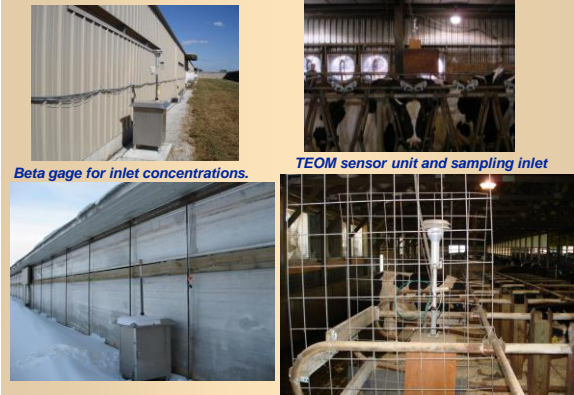 Beta gage for inlet concentrations.
TEOM sensor unit and sampling inlet